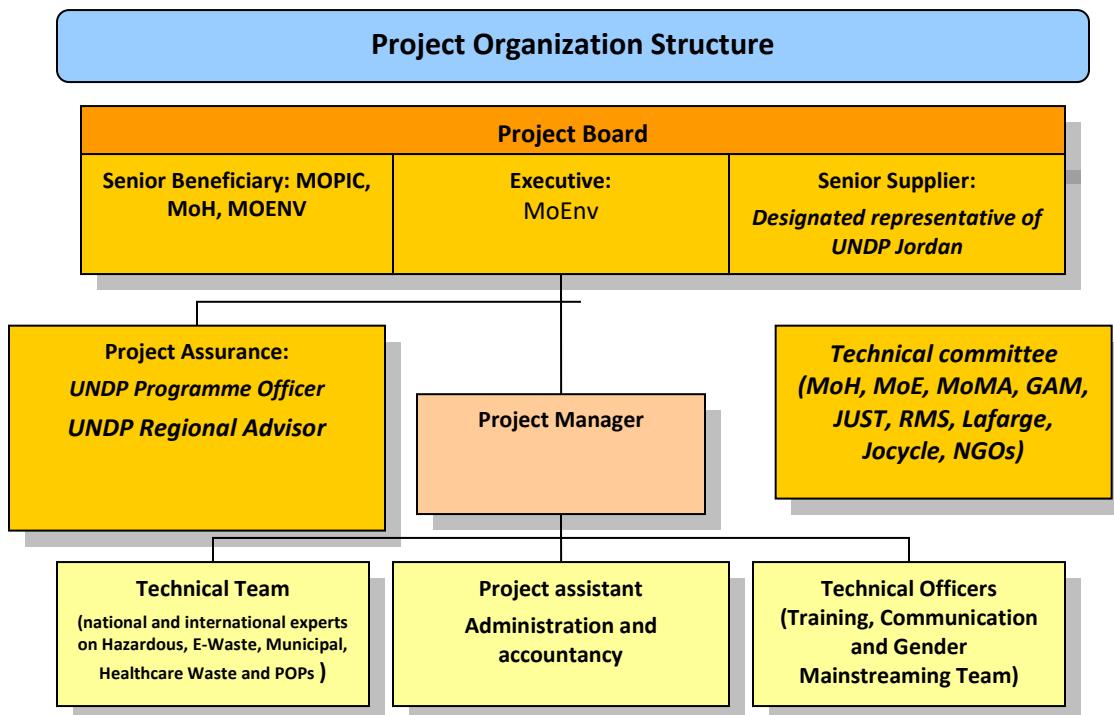 Project Organization Structure
Project Board
Senior Beneficiary: MOPIC,
MoH, MOENV
Executive:
MoEnv
Senior Supplier:
Designated representative of
UNDP Jordan
Project Assurance:
UNDP Programme Officer
UNDP Regional Advisor
Project Manager
Technical committee
(MoH, MoE, MoMA, GAM,
JUST, RMS, Lafarge,
Jocycle, NGOs)
Technical Team
(national and international experts
on Hazardous, E-Waste, Municipal,
Healthcare Waste and POPs )
Project assistant
Administration and
accountancy
Technical Officers
(Training, Communication
and Gender
Mainstreaming Team)